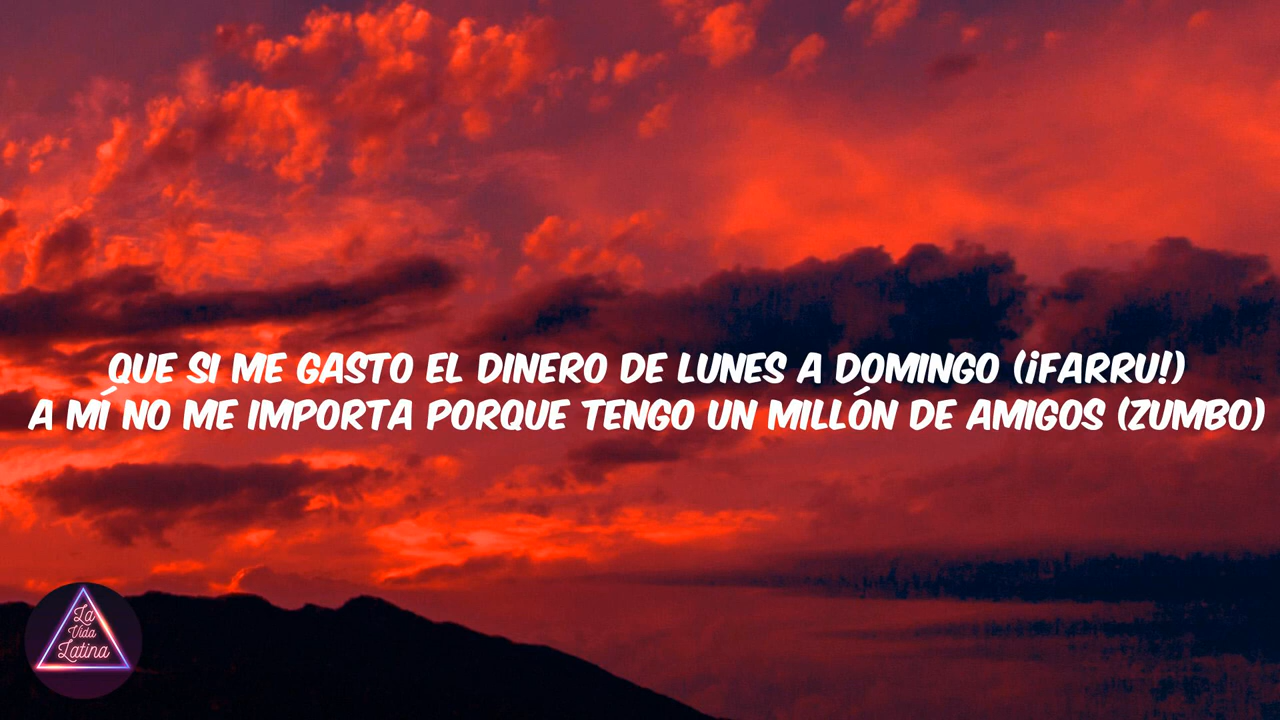 QUE SI ME GASTO EL DINERO DE LUNES A DOMINGO (¡FARRU!)
A MÍ NO ME IMPORTA PORQUE TENGO UN MILLÓN DE AMIGOS (ZUMBO)
La
Vida
Latina